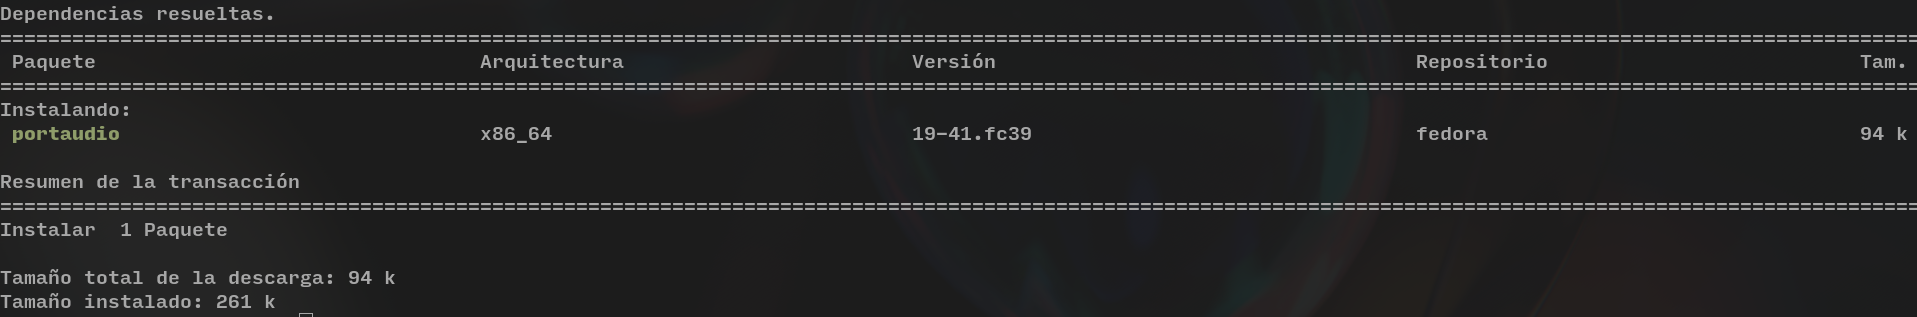 Dependencias resueltas.
================================================================================================================================================================
Paquete Arquitectura Versión Repositorio Tam.
================================================================================================================================================================
Instalando:
portaudio x86_64 19-41.fc39 fedora 94 k
Resumen de la transacción
================================================================================================================================================================
Instalar 1 Paquete
Tamaño total de la descarga: 94 k
Tamaño instalado: 261 k